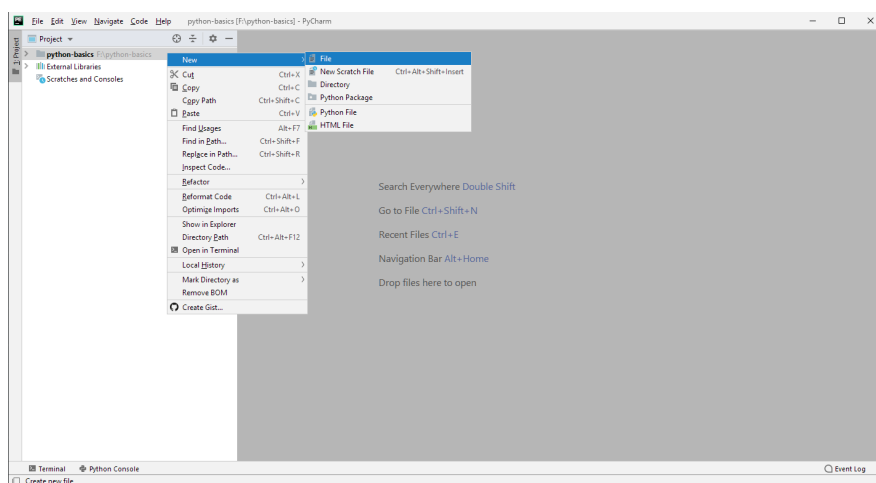 File Edit View Navigate Code Help python-basics [F:\python-basics] - PyCharm
Project
1: Project
python-basics F:\python-basics
External Libraries
Scratches and Consoles
New
Cut Ctrl+X
Copy Ctrl+C
Copy Path Ctrl+Shift+C
Paste Ctrl+V
Find Usages Alt+F7
Find in Path... Ctrl+Shift+F
Replace in Path... Ctrl+Shift+R
Inspect Code...
Refactor
Reformat Code Ctrl+Alt+L
Optimize Imports Ctrl+Alt+O
Show in Explorer
Directory Path Ctrl+Alt+F12
Open in Terminal
Local History
Mark Directory as
Remove BOM
Create Gist...
File
New Scratch File Ctrl+Alt+Shift+Insert
Directory
Python Package
Python File
HTML File
Search Everywhere Double Shift
Go to File Ctrl+Shift+N
Recent Files Ctrl+E
Navigation Bar Alt+Home
Drop files here to open
Terminal Python Console Event Log
Create new file